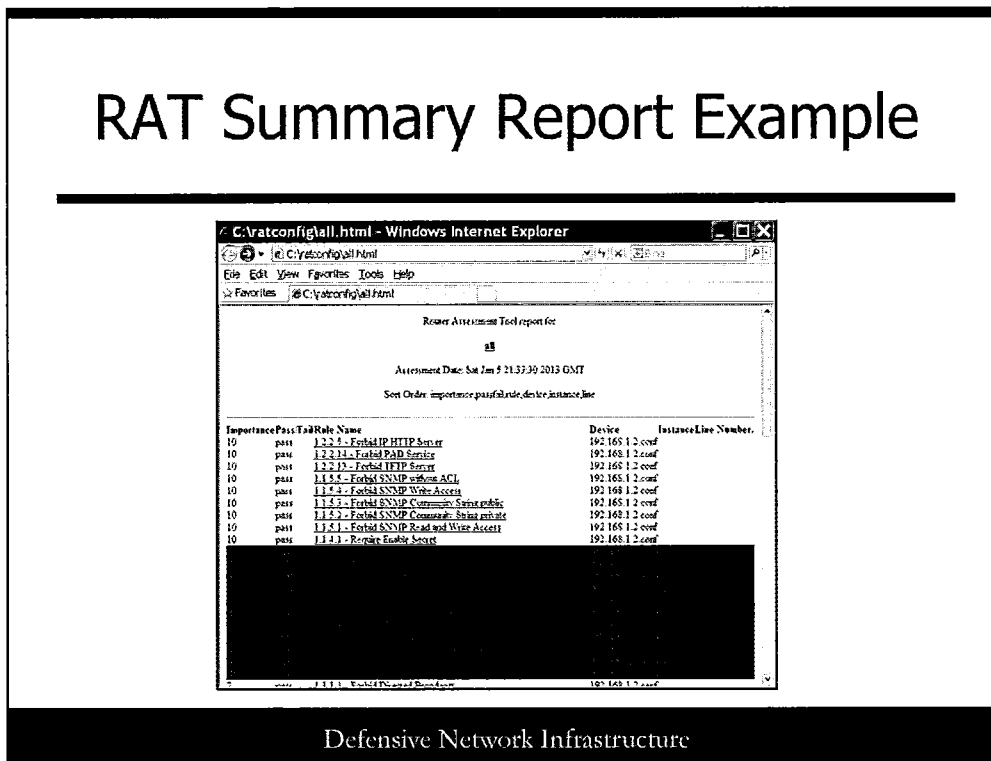 RAT Summary Report Example
C:\ratconfig\all.html - Windows Internet Explorer
C:\ratconfig\all.html
File Edit View Favorites Tools Help
Favorites C:\ratconfig\all.html
Router Assessment Tool report for
all
Assessment Date: Sat Jan 5 21:33:30 2013 GMT
Sort Order: importance,passfail,rule,device,instance,line
Importance Pass/Fail Rule Name Device Instance Line Number
10 pass - Forbid IP HTTP Server 192.168.1.2.conf
10 pass 1.2.2.14 - Forbid PAD Service 192.168.1.2.conf
10 pass - Forbid TFTP Server 192.168.1.2.conf
10 pass 1.1.5.5 - Forbid SNMP without ACL 192.168.1.2.conf
10 pass 1.1.5.4 - Forbid SNMP Write Access 192.168.1.2.conf
10 pass 1.1.5.3 - Forbid SNMP Community String public 192.168.1.2.conf
10 pass 1.1.5.2 - Forbid SNMP Community String private 192.168.1.2.conf
10 pass 1.1.5.1 - Forbid SNMP Read and Write Access 192.168.1.2.conf
10 pass 1.1.4.1 - Require Enable Secret 192.168.1.2.conf
Defensive Network Infrastructure